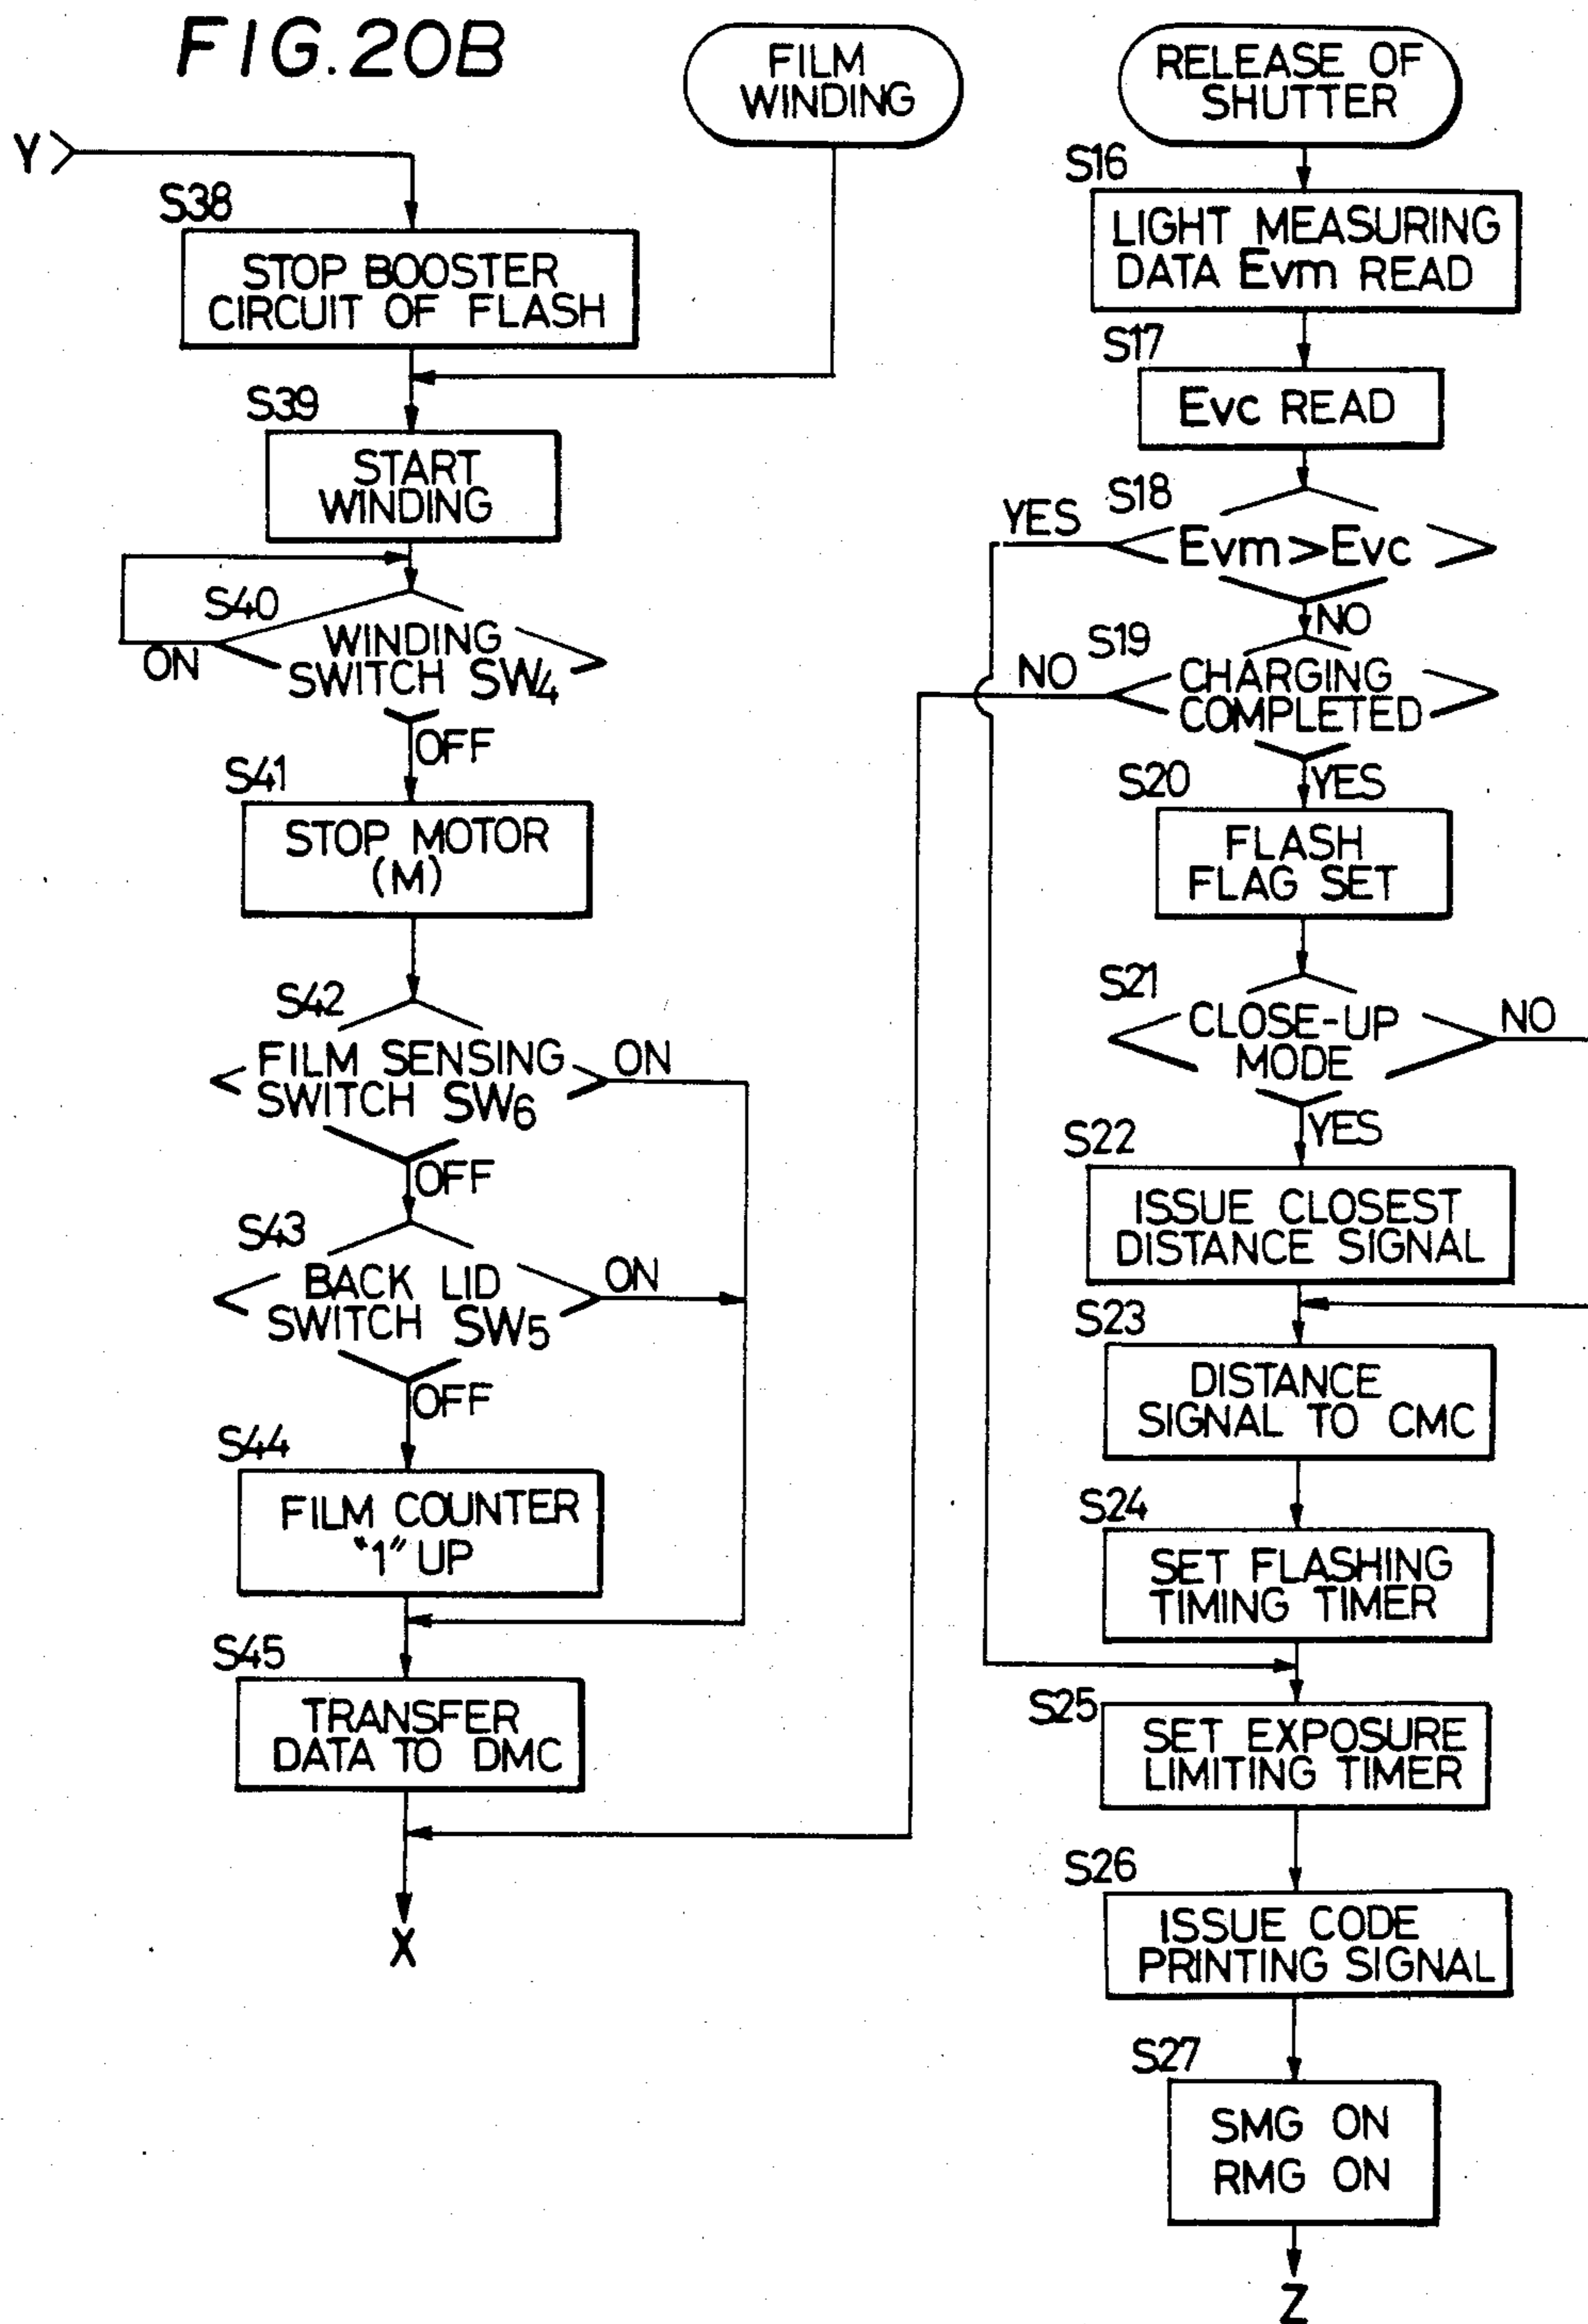 FIG.20B
FILM
WINDING
Y
S38
STOP BOOSTER
CIRCUIT OF FLASH
S39
START
WINDING
S40
WINDING
SWITCH SW4
ON
OFF
S41
STOP MOTOR
(M)
S42
FILM SENSING
SWITCH SW6
ON
OFF
S43
BACK LID
SWITCH SW5
ON
OFF
S44
FILM COUNTER
"1" UP
S45
TRANSFER
DATA TO DMC
X
RELEASE OF
SHUTTER
S16
LIGHT MEASURING
DATA Evm READ
S17
Evc READ
S18
YES
Evm>Evc
NO
S19
NO
CHARGING
COMPLETED
YES
S20
FLASH
FLAG SET
S21
CLOSE-UP
MODE
NO
YES
S22
ISSUE CLOSEST
DISTANCE SIGNAL
S23
DISTANCE
SIGNAL TO CMC
S24
SET FLASHING
TIMING TIMER
S25
SET EXPOSURE
LIMITING TIMER
S26
ISSUE CODE
PRINTING SIGNAL
S27
SMG ON
RMG ON
Z